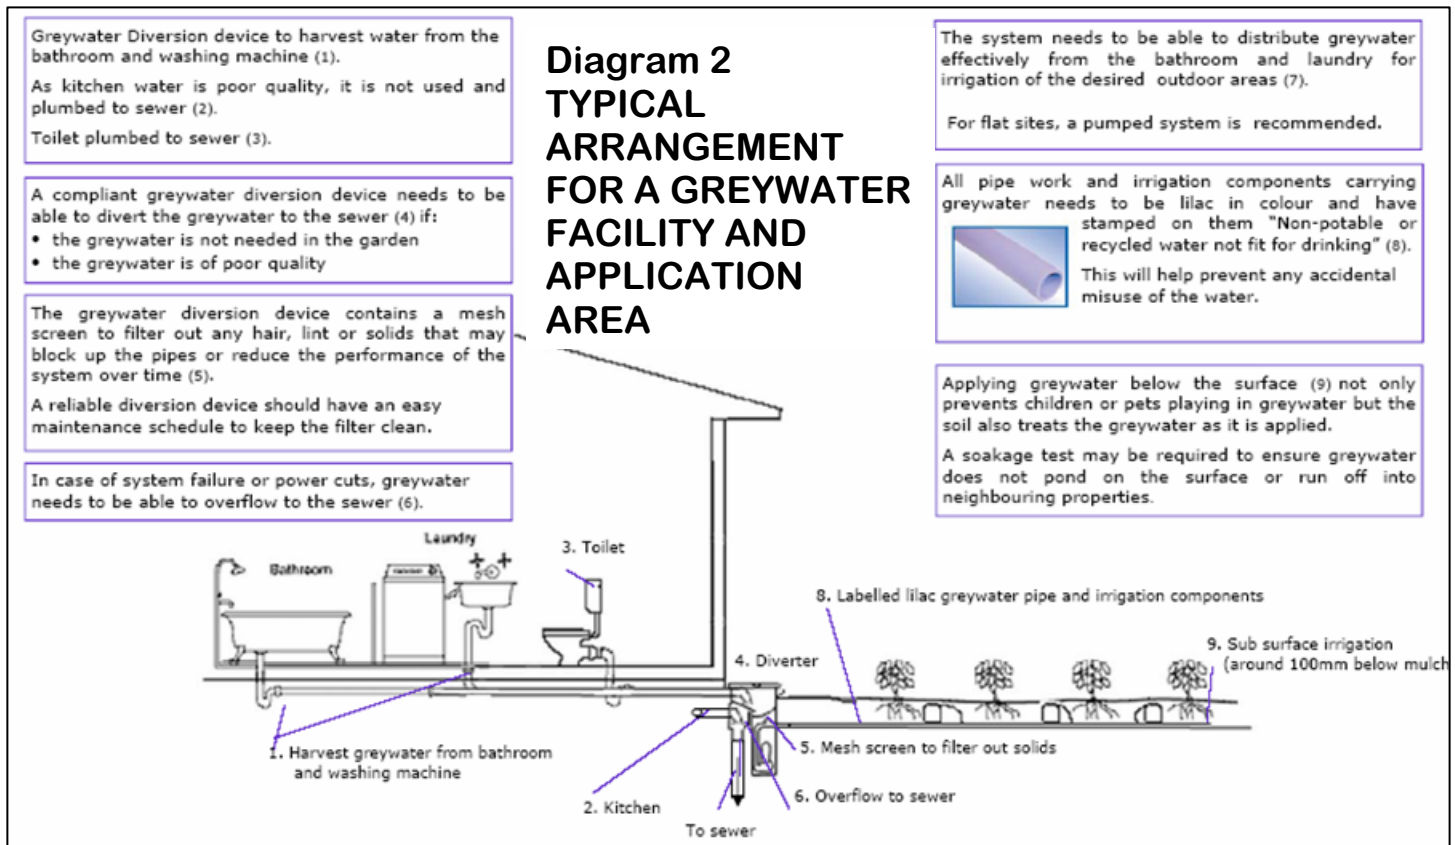 Greywater Diversion device to harvest water from the
bathroom and washing machine (1).
As kitchen water is poor quality, it is not used and
plumbed to sewer (2).
Toilet plumbed to sewer (3).
A compliant greywater diversion device needs to be
able to divert the greywater to the sewer (4) if:
• the greywater is not needed in the garden
• the greywater is of poor quality
The greywater diversion device contains a mesh
screen to filter out any hair, lint or solids that may
block up the pipes or reduce the performance of the
system over time (5).
A reliable diversion device should have an easy
maintenance schedule to keep the filter clean.
In case of system failure or power cuts, greywater
needs to be able to overflow to the sewer (6).
Diagram 2
TYPICAL
ARRANGEMENT
FOR A GREYWATER
FACILITY AND
APPLICATION
AREA
The system needs to be able to distribute greywater
effectively from the bathroom and laundry for
irrigation of the desired outdoor areas (7).
For flat sites, a pumped system is recommended.
All pipe work and irrigation components carrying
greywater needs to be lilac in colour and have
stamped on them "Non-potable or
recycled water not fit for drinking" (8).
This will help prevent any accidental
misuse of the water.
Applying greywater below the surface (9) not only
prevents children or pets playing in greywater but the
soil also treats the greywater as it is applied.
A soakage test may be required to ensure greywater
does not pond on the surface or run off into
neighbouring properties.
Bathroom
Laundry
3. Toilet
4. Diverter
8. Labelled lilac greywater pipe and irrigation components
9. Sub surface irrigation
(around 100mm below mulch
1. Harvest greywater from bathroom
and washing machine
2. Kitchen
To sewer
5. Mesh screen to filter out solids
6. Overflow to sewer